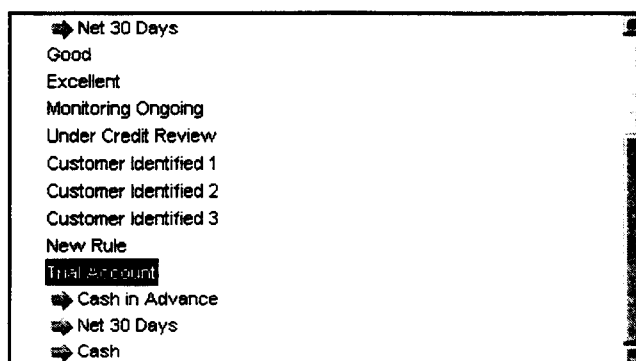 Net 30 Days
Good
Excellent
Monitoring Ongoing
Under Credit Review
Customer Identified 1
Customer Identified 2
Customer Identified 3
New Rule
Trial Account
Cash in Advance
Net 30 Days
Cash